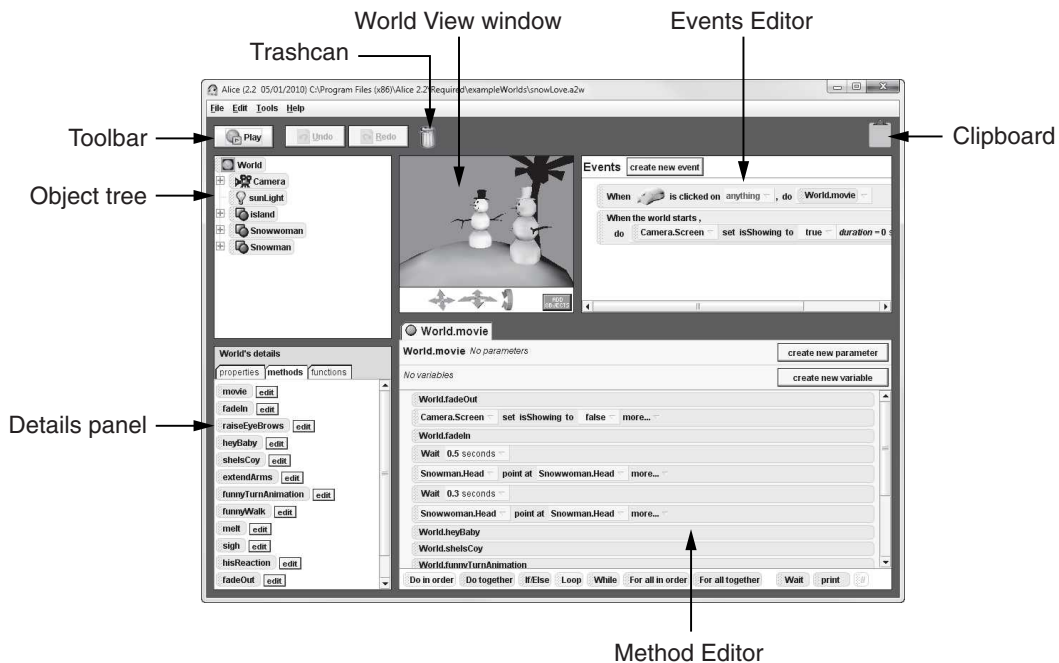 World View window
Events Editor
Trashcan
Alice (2.2 05/01/2010) C:\Program Files (x86)\Alice 2.2\Required\exampleWorlds\snowLove.a2w
File Edit Tools Help
Toolbar
Play
Undo
Redo
Clipboard
Object tree
World
Camera
sunLight
island
Snowwoman
Snowman
ADD OBJECTS
Events create new event
When is clicked on anything , do World.movie
When the world starts ,
do Camera.Screen set isShowing to true duration = 0 s
World.movie
World.movie No parameters
create new parameter
No variables
create new variable
World's details
properties methods functions
Details panel
movie edit
fadeIn edit
raiseEyeBrows edit
heyBaby edit
sheIsCoy edit
extendArms edit
funnyTurnAnimation edit
funnyWalk edit
melt edit
sigh edit
hisReaction edit
fadeOut edit
World.fadeOut
Camera.Screen set isShowing to false more...
World.fadeIn
Wait 0.5 seconds
Snowman.Head point at Snowwoman.Head more...
Wait 0.3 seconds
Snowwoman.Head point at Snowman.Head more...
World.heyBaby
World.sheIsCoy
World.funnyTurnAnimation
Do in order Do together If/Else Loop While For all in order For all together Wait print //
Method Editor